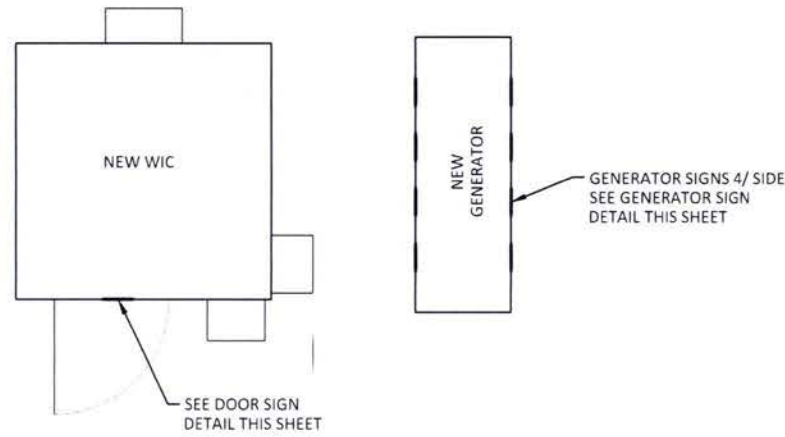 NEW WIC
NEW
GENERATOR
GENERATOR SIGNS 4/ SIDE
SEE GENERATOR SIGN
DETAIL THIS SHEET
SEE DOOR SIGN
DETAIL THIS SHEET